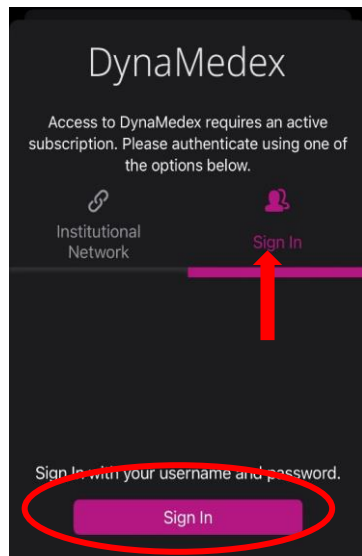 DynaMedex
Access to DynaMedex requires an active
subscription. Please authenticate using one of
the options below.
Institutional
Network
Sign In
Sign In with your username and password.
Sign In